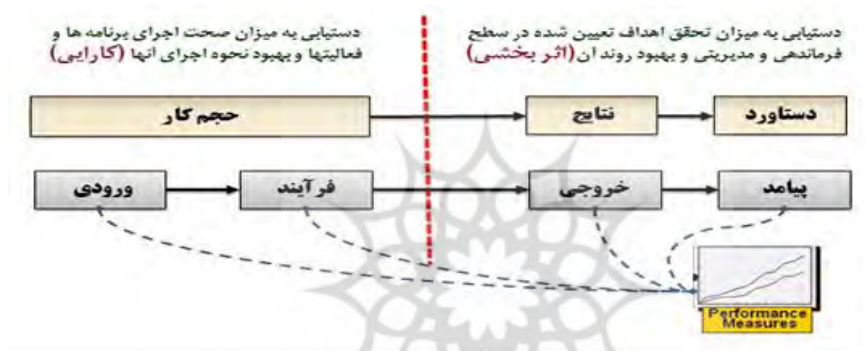 دستیابی به میزان تحقق اهداف تعیین شده در سطح
فرماندهی و مدیریتی و بهبود روند ان(اثر بخشی)
دستیابی به میزان صحت اجرای برنامه ها و
فعالیتها و بهبود نحوه اجرای انها (کارایی)
حجم کار
نتایج
دستاورد
ورودی
فرآیند
خروجی
پیامد
Performance
Measures